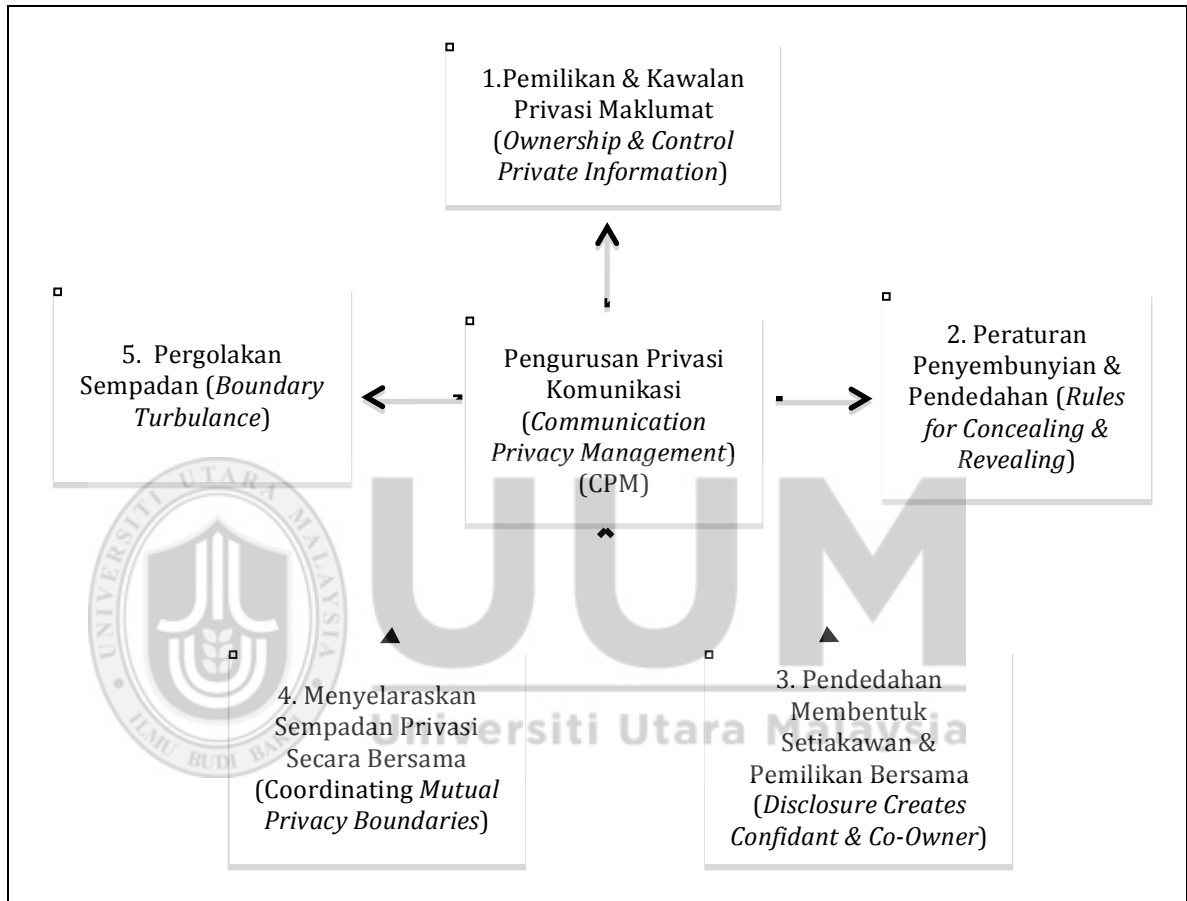 1.Pemilikan & Kawalan
Privasi Maklumat
(Ownership & Control
Private Information)
5. Pergolakan
Sempadan (Boundary
Turbulance)
Pengurusan Privasi
Komunikasi
(Communication
Privacy Management)
(CPM)
2. Peraturan
Penyembunyian &
Pendedahan (Rules
for Concealing &
Revealing)
4. Menyelaraskan
Sempadan Privasi
Secara Bersama
(Coordinating Mutual
Privacy Boundaries)
3. Pendedahan
Membentuk
Setiakawan &
Pemilikan Bersama
(Disclosure Creates
Confidant & Co-Owner)
UUM
Universiti Utara Malaysia
UNIVERSITI UTARA MALAYSIA
ILMU BUDI BAKTI